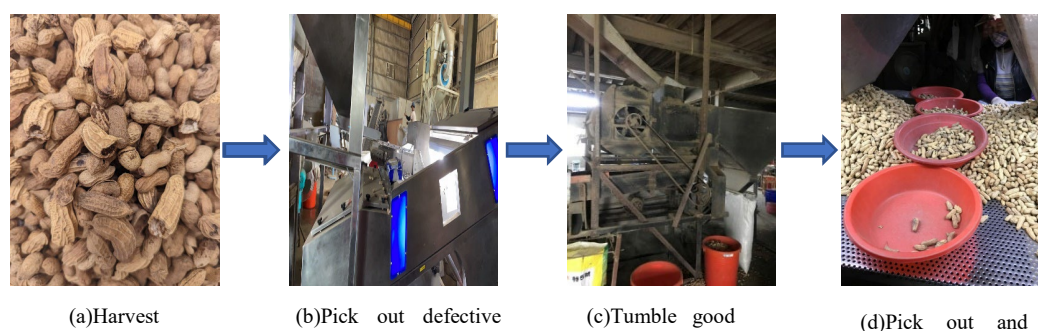 (a)Harvest
(b)Pick out defective
(c)Tumble good
(d)Pick out and